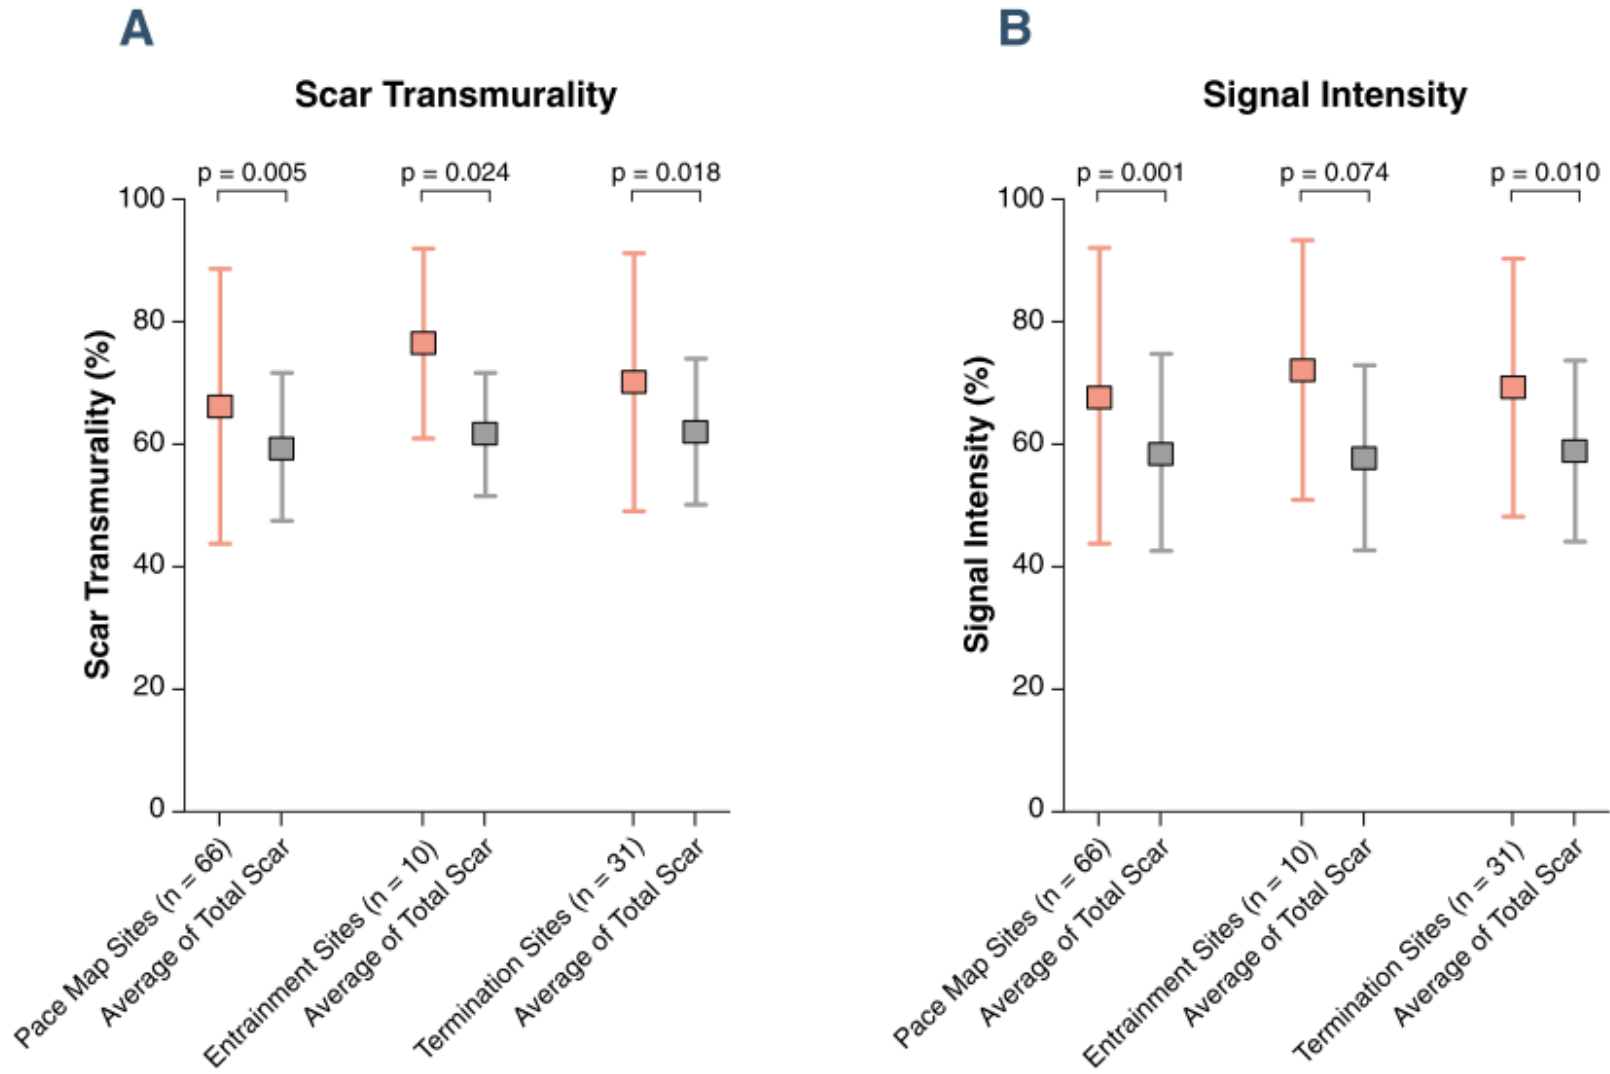 A
Scar Transmurality
p = 0.005
p = 0.024
p = 0.018
Scar Transmurality (%)
100
80
60
40
20
0
Pace Map Sites (n = 66)
Average of Total Scar
Entrainment Sites (n = 10)
Average of Total Scar
Termination Sites (n = 31)
Average of Total Scar
B
Signal Intensity
p = 0.001
p = 0.074
p = 0.010
Signal Intensity (%)
100
80
60
40
20
0
Pace Map Sites (n = 66)
Average of Total Scar
Entrainment Sites (n = 10)
Average of Total Scar
Termination Sites (n = 31)
Average of Total Scar